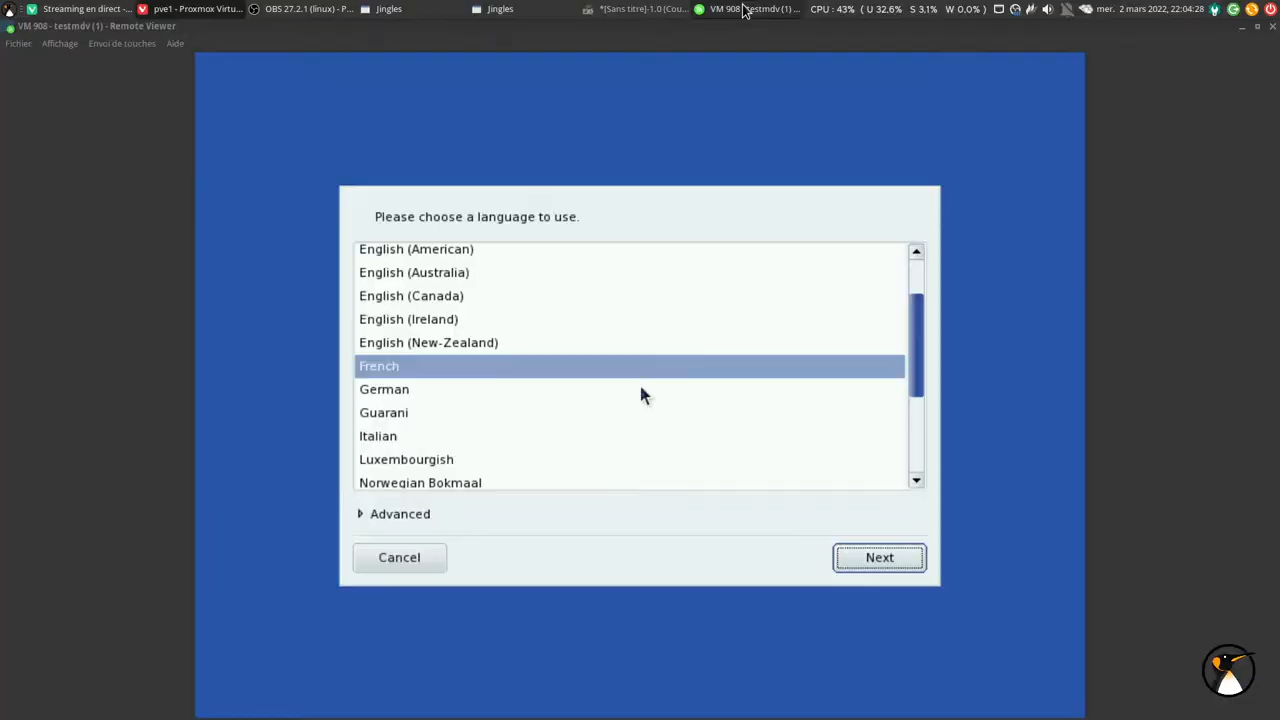 Streaming en direct -... pve1 - Proxmox Virtu... OBS 27.2.1 (linux) - P... Jingles Jingles *[Sans titre]-1.0 (Cou... VM 908 - testmdv (1) ... CPU : 43% ( U 32,6% S 3,1% W 0,0% ) mer. 2 mars 2022, 22:04:28
VM 908 - testmdv (1) - Remote Viewer
Fichier Affichage Envoi de touches Aide
Please choose a language to use.
English (American)
English (Australia)
English (Canada)
English (Ireland)
English (New-Zealand)
French
German
Guarani
Italian
Luxembourgish
Norwegian Bokmaal
Advanced
Cancel Next